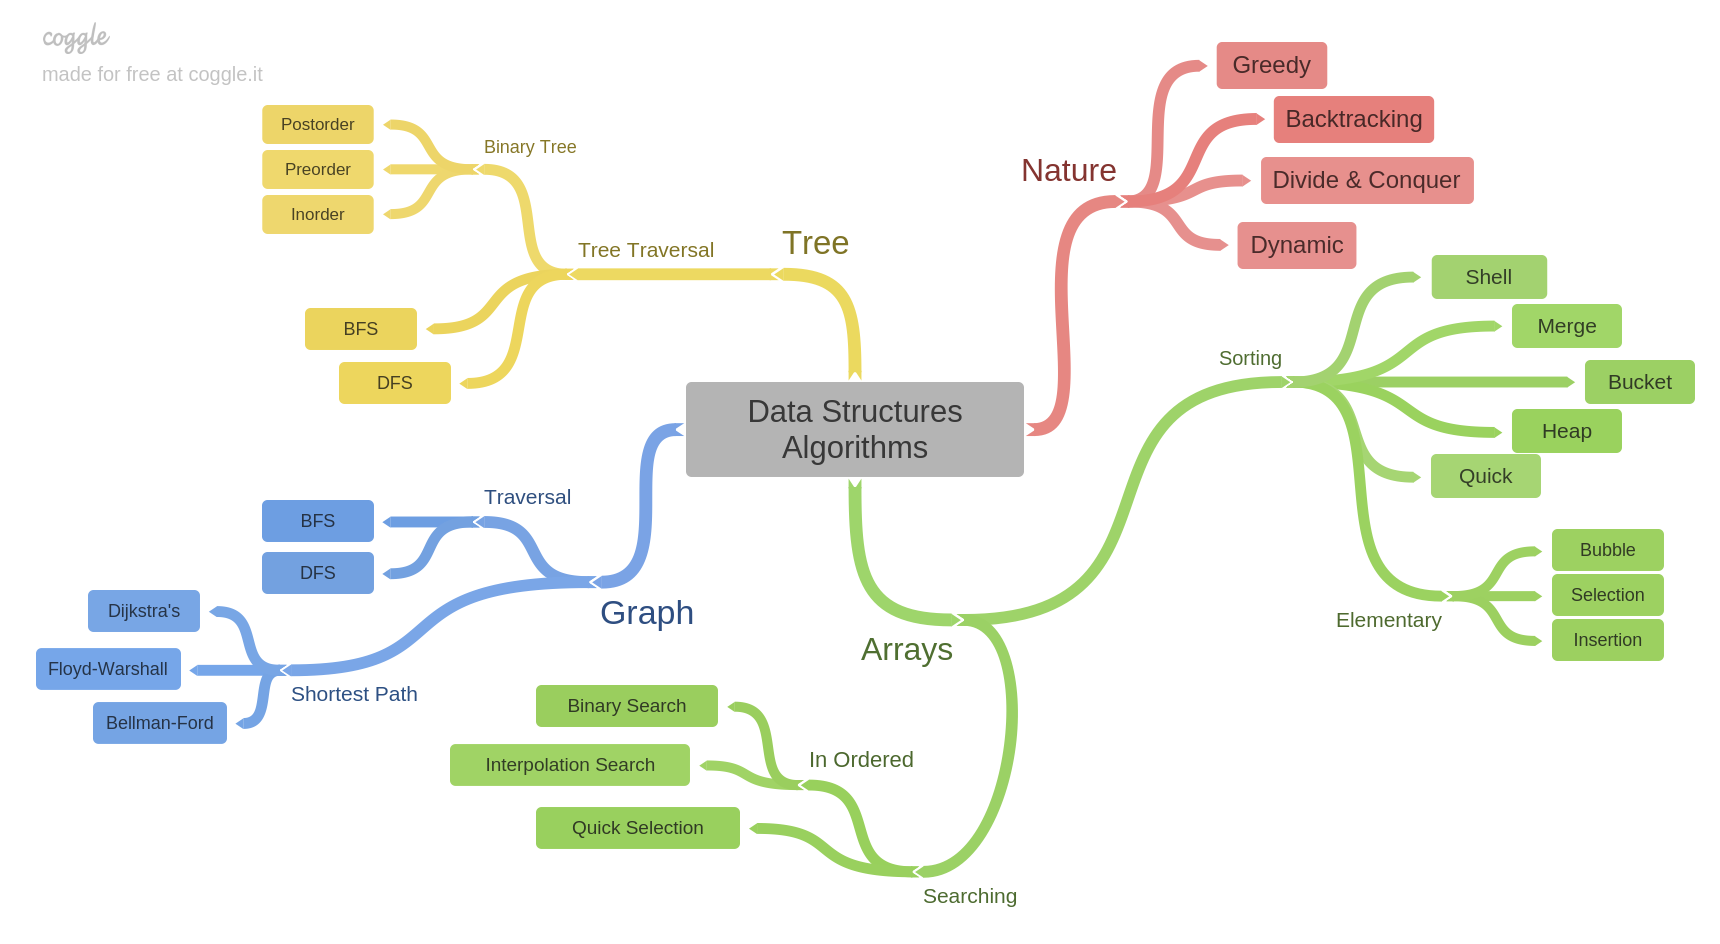 coggle
made for free at coggle.it
Data Structures
Algorithms
Nature
Greedy
Backtracking
Divide & Conquer
Dynamic
Tree
Tree Traversal
Binary Tree
Postorder
Preorder
Inorder
BFS
DFS
Graph
Traversal
BFS
DFS
Shortest Path
Dijkstra's
Floyd-Warshall
Bellman-Ford
Arrays
Sorting
Shell
Merge
Bucket
Heap
Quick
Elementary
Bubble
Selection
Insertion
Searching
In Ordered
Binary Search
Interpolation Search
Quick Selection